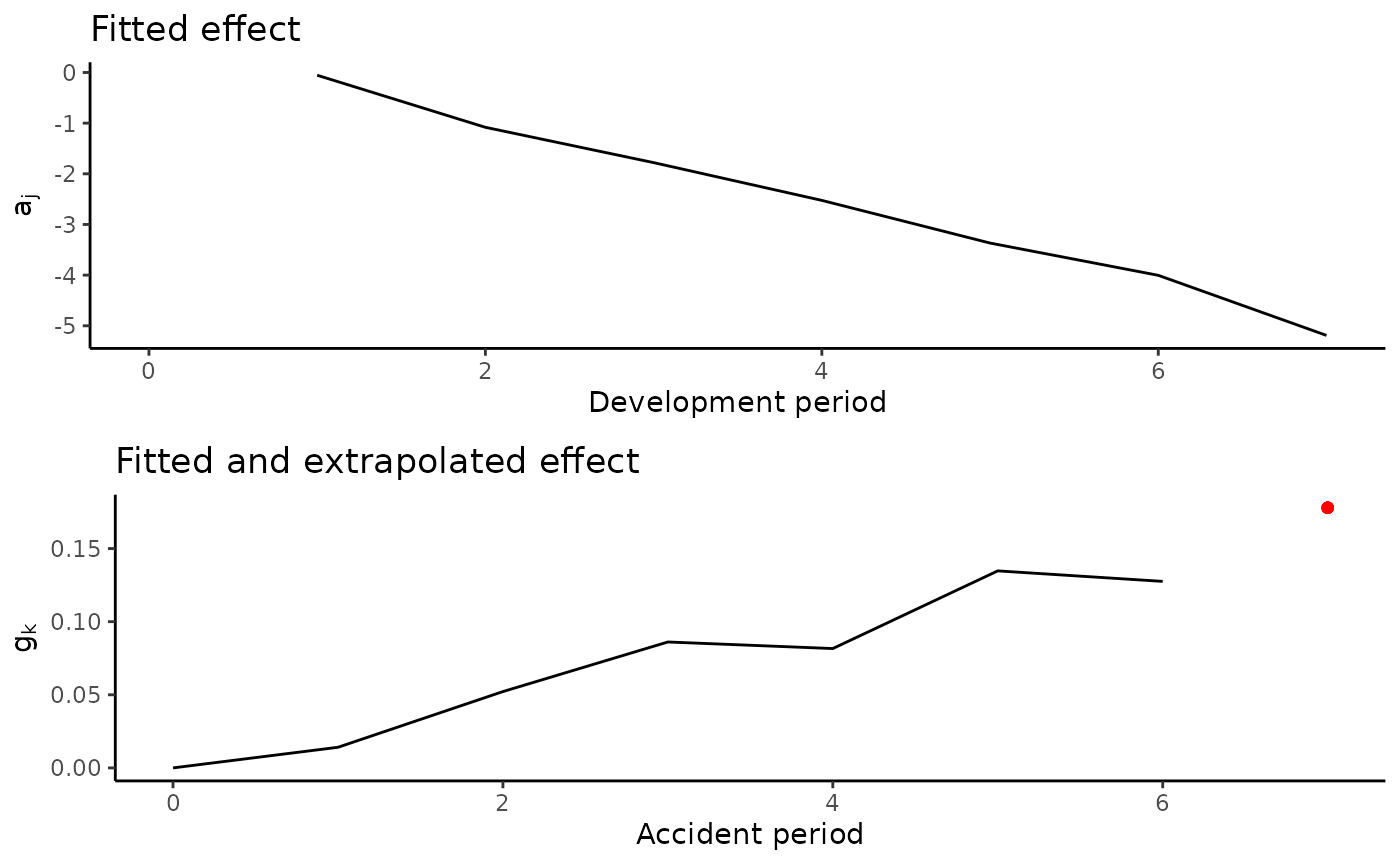 Fitted effect
0
-1
-2
-3
-4
-5
aj
0 2 4 6
Development period
Fitted and extrapolated effect
0.15
0.10
0.05
0.00
gk
0 2 4 6
Accident period